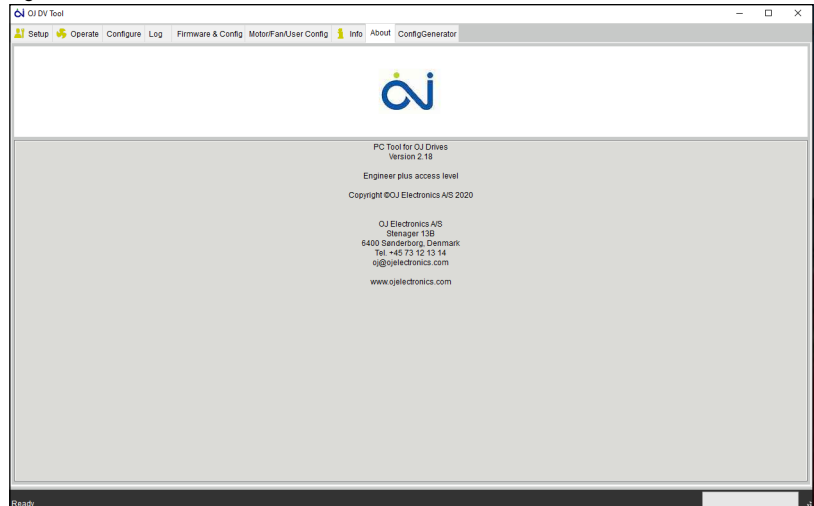 OJ DV Tool
Setup Operate Configure Log Firmware & Config Motor/Fan/User Config Info About ConfigGenerator
PC Tool for OJ Drives
Version 2.18
Engineer plus access level
Copyright ©OJ Electronics A/S 2020
OJ Electronics A/S
Stenager 13B
6400 Sønderborg, Denmark
Tel. +45 73 12 13 14
oj@ojelectronics.com
www.ojelectronics.com
Ready